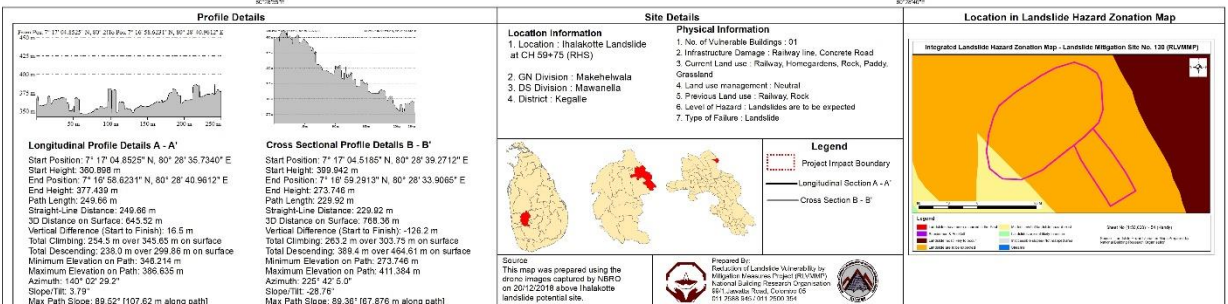 Profile Details
450 m
425 m
400 m
375 m
350 m
50 m 100 m 150 m 200 m 250 m
Longitudinal Profile Details A - A'
Start Position: 7° 17' 04.8525" N, 80° 28' 35.7340" E
Start Height: 360.898 m
End Position: 7° 16' 58.6231" N, 80° 28' 40.9612" E
End Height: 377.439 m
Path Length: 249.66 m
Straight-Line Distance: 249.66 m
3D Distance on Surface: 645.52 m
Vertical Difference (Start to Finish): 16.5 m
Total Climbing: 254.5 m over 345.65 m on surface
Total Descending: 238.0 m over 299.86 m on surface
Minimum Elevation on Path: 346.214 m
Maximum Elevation on Path: 386.635 m
Azimuth: 140° 02' 29.2"
Slope/Tilt: 3.79°
Max Path Slope: 89.52° [107.62 m along path]
Cross Sectional Profile Details B - B'
Start Position: 7° 17' 04.5185" N, 80° 28' 39.2712" E
Start Height: 399.942 m
End Position: 7° 16' 59.2913" N, 80° 28' 33.9065" E
End Height: 273.746 m
Path Length: 229.92 m
Straight-Line Distance: 229.92 m
3D Distance on Surface: 768.36 m
Vertical Difference (Start to Finish): -126.2 m
Total Climbing: 263.2 m over 303.75 m on surface
Total Descending: 389.4 m over 464.61 m on surface
Minimum Elevation on Path: 273.746 m
Maximum Elevation on Path: 411.384 m
Azimuth: 225° 42' 5.0"
Slope/Tilt: -28.76°
Max Path Slope: 89.36° [67.876 m along path]
Site Details
Location Information
1. Location : Ihalakotte Landslide
at CH 59+75 (RHS)
2. GN Division : Makehelwala
3. DS Division : Mawanella
4. District : Kegalle
Physical Information
1. No. of Vulnerable Buildings : 01
2. Infrastructure Damage : Railway line, Concrete Road
3. Current Land use : Railway, Homegardens, Rock, Paddy,
Grassland
4. Land use management : Neutral
5. Previous Land use : Railway, Rock
6. Level of Hazard : Landslides are to be expected
7. Type of Failure : Landslide
Legend
Project Impact Boundary
Longitudinal Section A - A'
Cross Section B - B'
Source
This map was prepared using the
drone images captured by NBRO
on 20/12/2018 above Ihalakotte
landslide potential site.
Prepared By:
Reduction of Landslide Vulnerability by
Mitigation Measures Project (RLVMMP)
National Building Research Organisation
99/1 Jawatta Road, Colombo 05
011 2588 946 / 011 2500 354
Location in Landslide Hazard Zonation Map
Integrated Landslide Hazard Zonation Map - Landslide Mitigation Site No. 130 (RLVMMP)
Legend